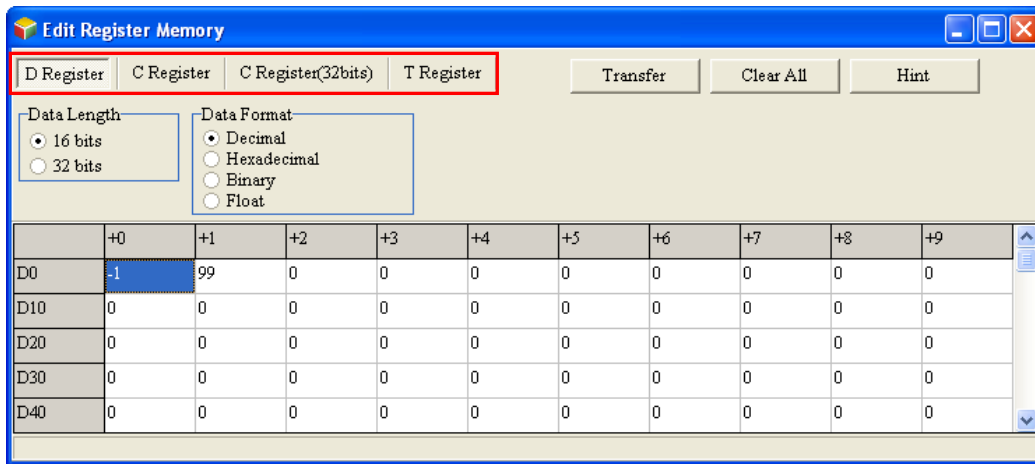 Edit Register Memory
D Register C Register C Register(32bits) T Register Transfer Clear All Hint
Data Length Data Format
16 bits Decimal
32 bits Hexadecimal
Binary
Float
+0 +1 +2 +3 +4 +5 +6 +7 +8 +9
D0 -1 99 0 0 0 0 0 0 0 0
D10 0 0 0 0 0 0 0 0 0 0
D20 0 0 0 0 0 0 0 0 0 0
D30 0 0 0 0 0 0 0 0 0 0
D40 0 0 0 0 0 0 0 0 0 0